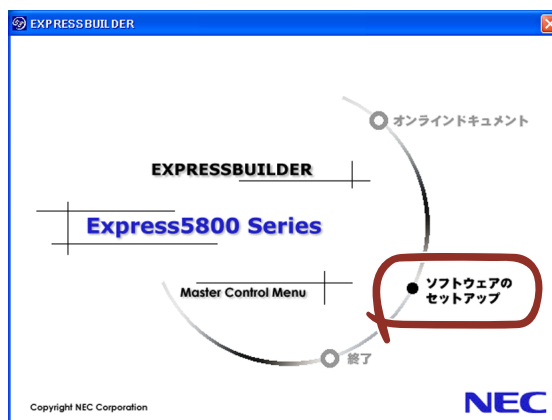 EXPRESSBUILDER
オンラインドキュメント
EXPRESSBUILDER
Express5800 Series
ソフトウェアの
セットアップ
Master Control Menu
終了
Copyright NEC Corporation
NEC